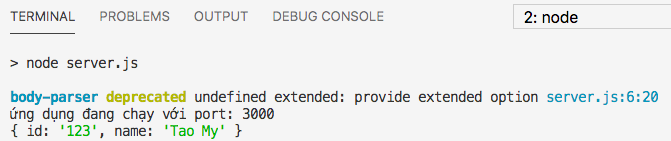 TERMINAL PROBLEMS OUTPUT DEBUG CONSOLE 2: node
> node server.js
body-parser deprecated undefined extended: provide extended option server.js:6:20
ứng dụng đang chạy với port: 3000
{ id: '123', name: 'Tao My' }